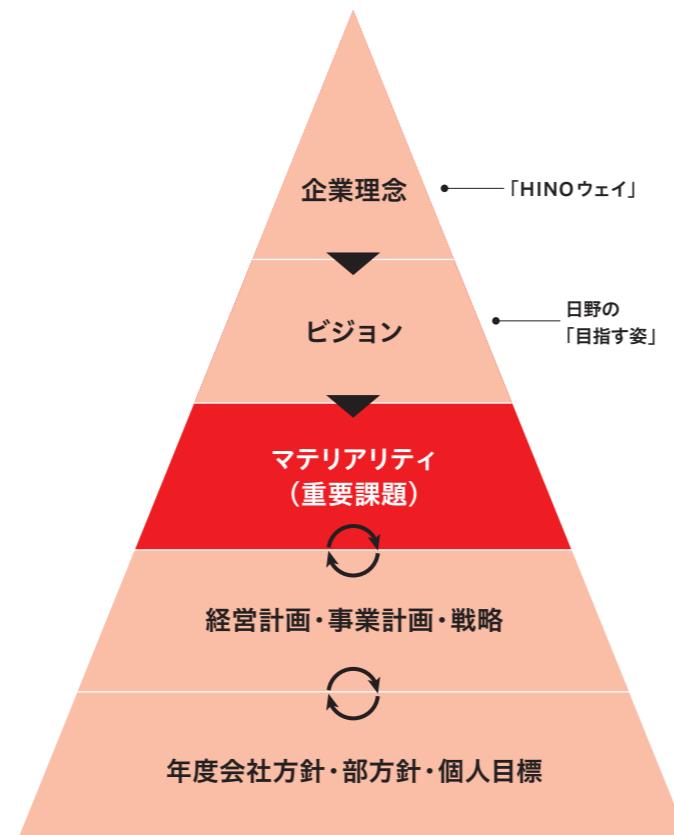 企業理念
「HINOウェイ」
ビジョン
日野の
「目指す姿」
マテリアリティ
（重要課題）
経営計画・事業計画・戦略
年度会社方針・部方針・個人目標